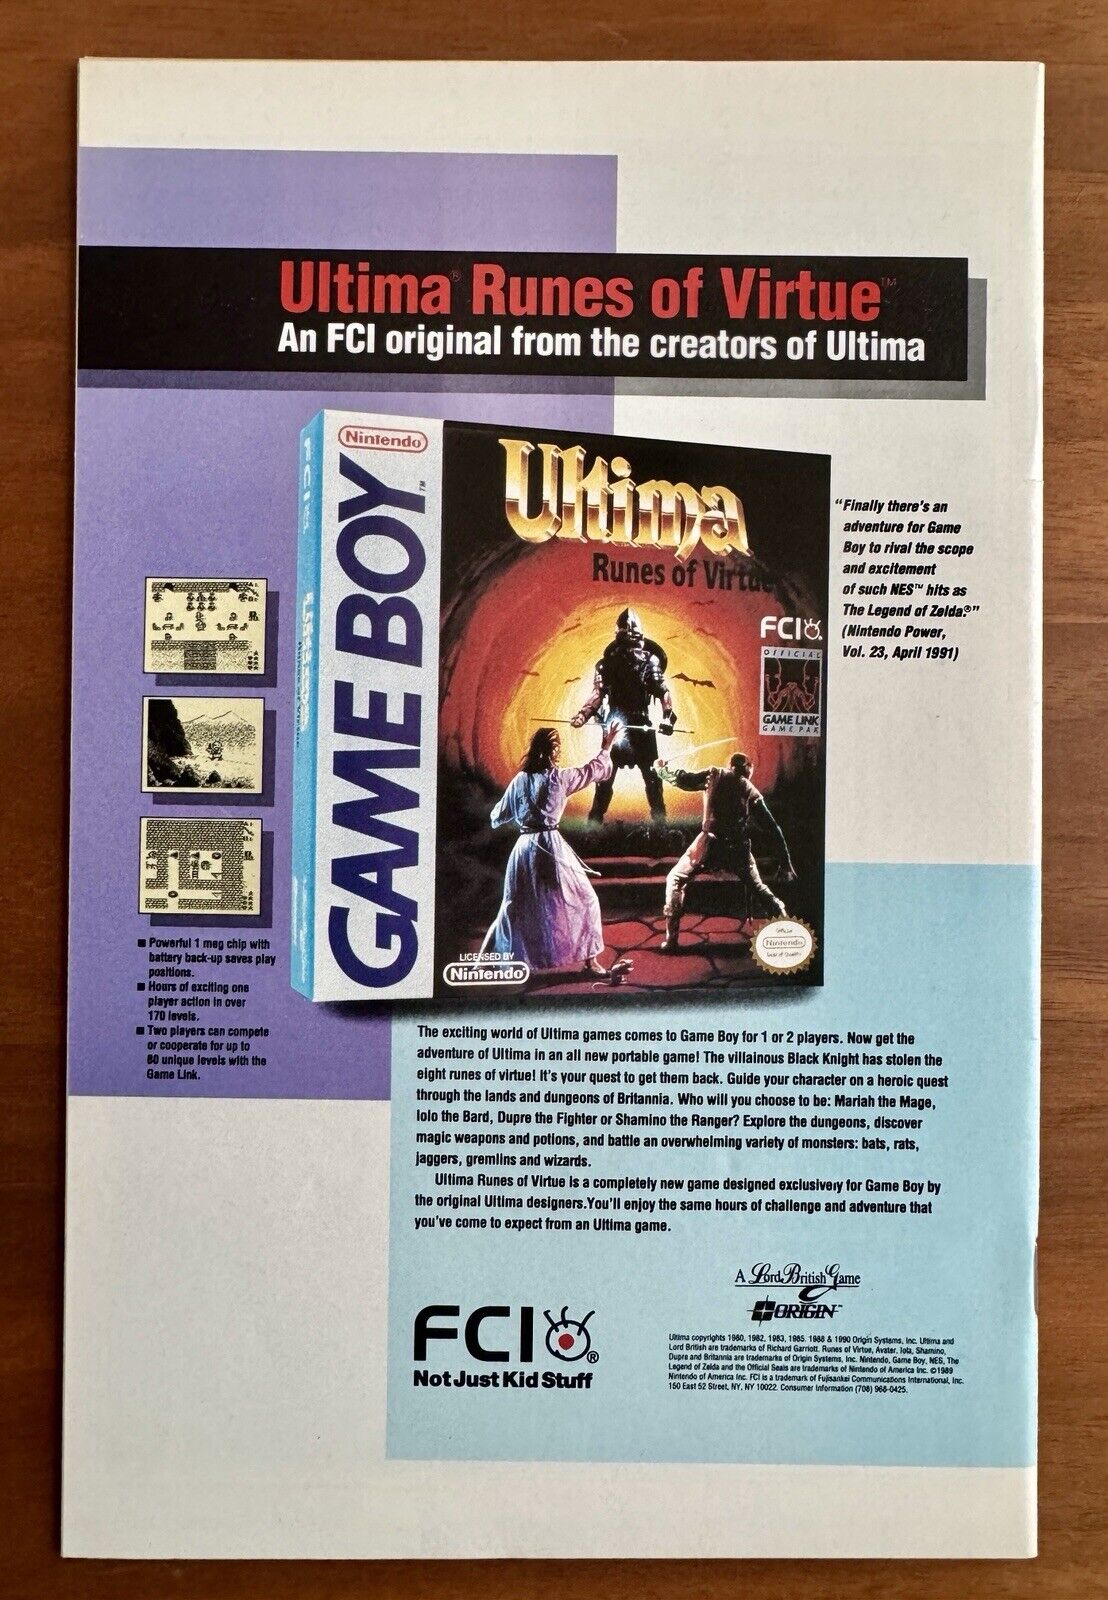 Ultima® Runes of Virtue™
An FCI original from the creators of Ultima
Nintendo
GAME BOY™
FCI
Ultima
Runes of Virtue
FCI
OFFICIAL
GAME LINK
GAME PAK
LICENSED BY
Nintendo
Official
Nintendo
Seal of Quality
"Finally there's an
adventure for Game
Boy to rival the scope
and excitement
of such NES™ hits as
The Legend of Zelda.®"
(Nintendo Power,
Vol. 23, April 1991)
■ Powerful 1 meg chip with
battery back-up saves play
positions.
■ Hours of exciting one
player action in over
170 levels.
■ Two players can compete
or cooperate for up to
80 unique levels with the
Game Link.
The exciting world of Ultima games comes to Game Boy for 1 or 2 players. Now get the
adventure of Ultima in an all new portable game! The villainous Black Knight has stolen the
eight runes of virtue! It's your quest to get them back. Guide your character on a heroic quest
through the lands and dungeons of Britannia. Who will you choose to be: Mariah the Mage,
Iolo the Bard, Dupre the Fighter or Shamino the Ranger? Explore the dungeons, discover
magic weapons and potions, and battle an overwhelming variety of monsters: bats, rats,
jaggers, gremlins and wizards.
Ultima Runes of Virtue is a completely new game designed exclusively for Game Boy by
the original Ultima designers.You'll enjoy the same hours of challenge and adventure that
you've come to expect from an Ultima game.
A Lord British Game
ORIGIN™
FCI®
Not Just Kid Stuff
Ultima copyrights 1980, 1982, 1983, 1985. 1988 & 1990 Origin Systems, Inc. Ultima and
Lord British are trademarks of Richard Garriott. Runes of Virtue, Avatar, Iola, Shamino,
Dupre and Britannia are trademarks of Origin Systems, Inc. Nintendo, Game Boy, NES, The
Legend of Zelda and the Official Seals are trademarks of Nintendo of America Inc. ©1989
Nintendo of America Inc. FCI is a trademark of Fujisankei Communications International, Inc.
150 East 52 Street, NY, NY 10022. Consumer Information (708) 968-0425.